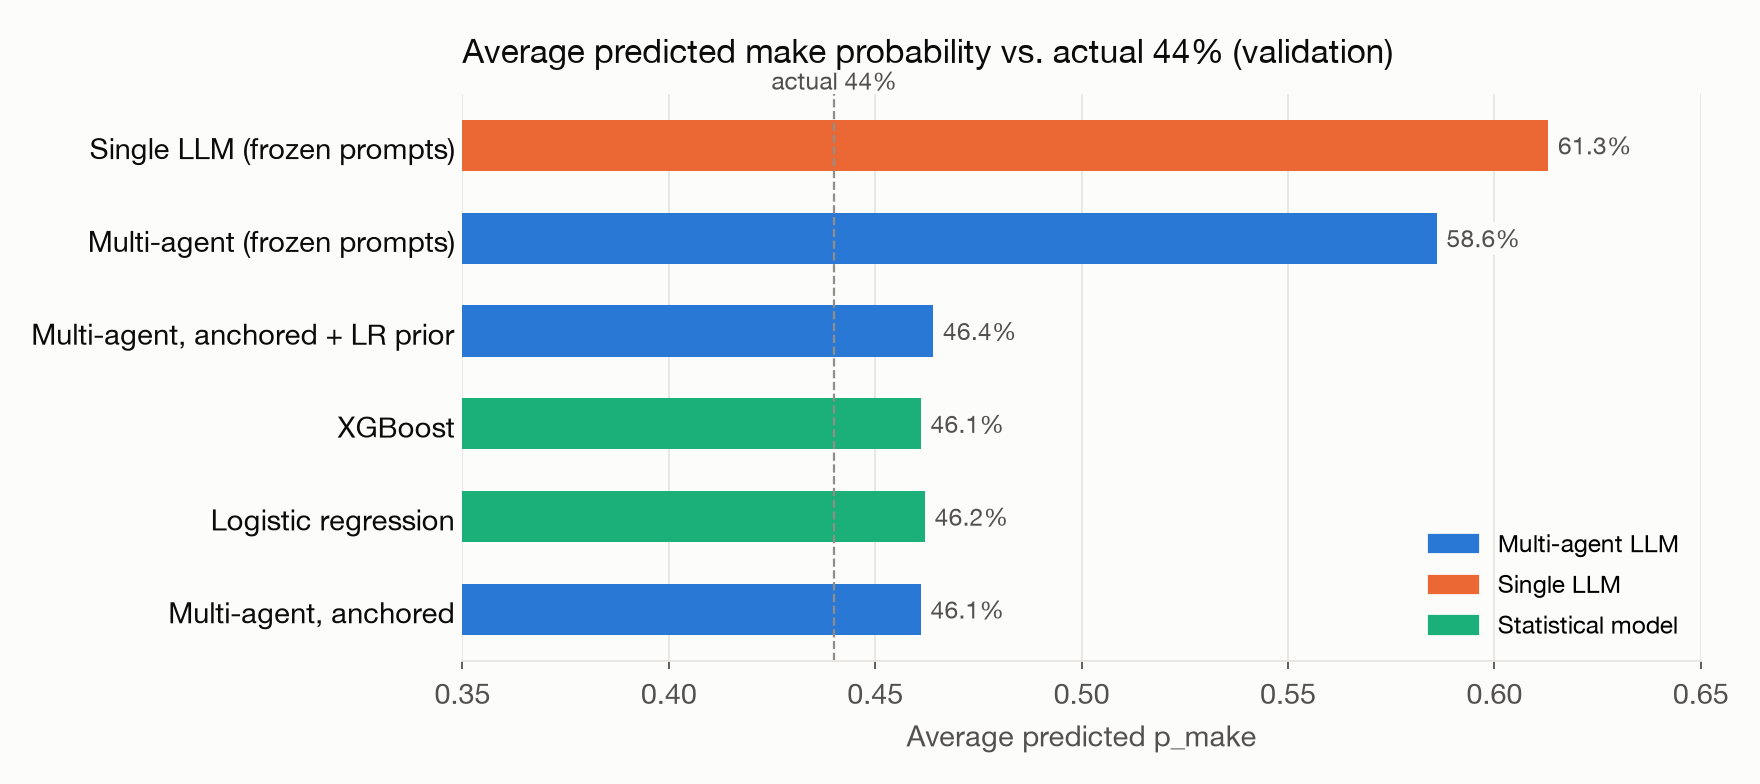 Average predicted make probability vs. actual 44% (validation)
actual 44%
Single LLM (frozen prompts)
61.3%
Multi-agent (frozen prompts)
58.6%
Multi-agent, anchored + LR prior
46.4%
XGBoost
46.1%
Logistic regression
46.2%
Multi-agent, anchored
46.1%
Multi-agent LLM
Single LLM
Statistical model
0.35 0.40 0.45 0.50 0.55 0.60 0.65
Average predicted p_make